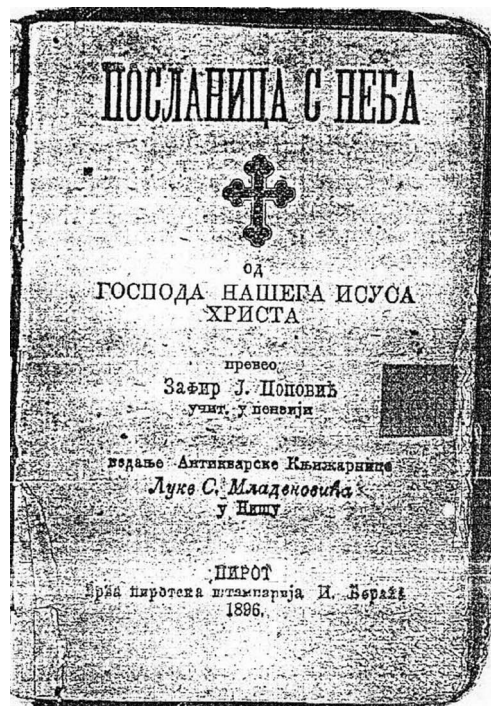 ПОСЛАНИЦА С НЕБА
од
ГОСПОДА НАШЕГА ИСУСА
ХРИСТА
превео
Зафир Ј. Поповић
учит. у пензији
издање Антикварске Књижарнице
Луке С. Младеновића
у Нишу
ПИРОТ
Прва пиротска штампарија И.
1896.